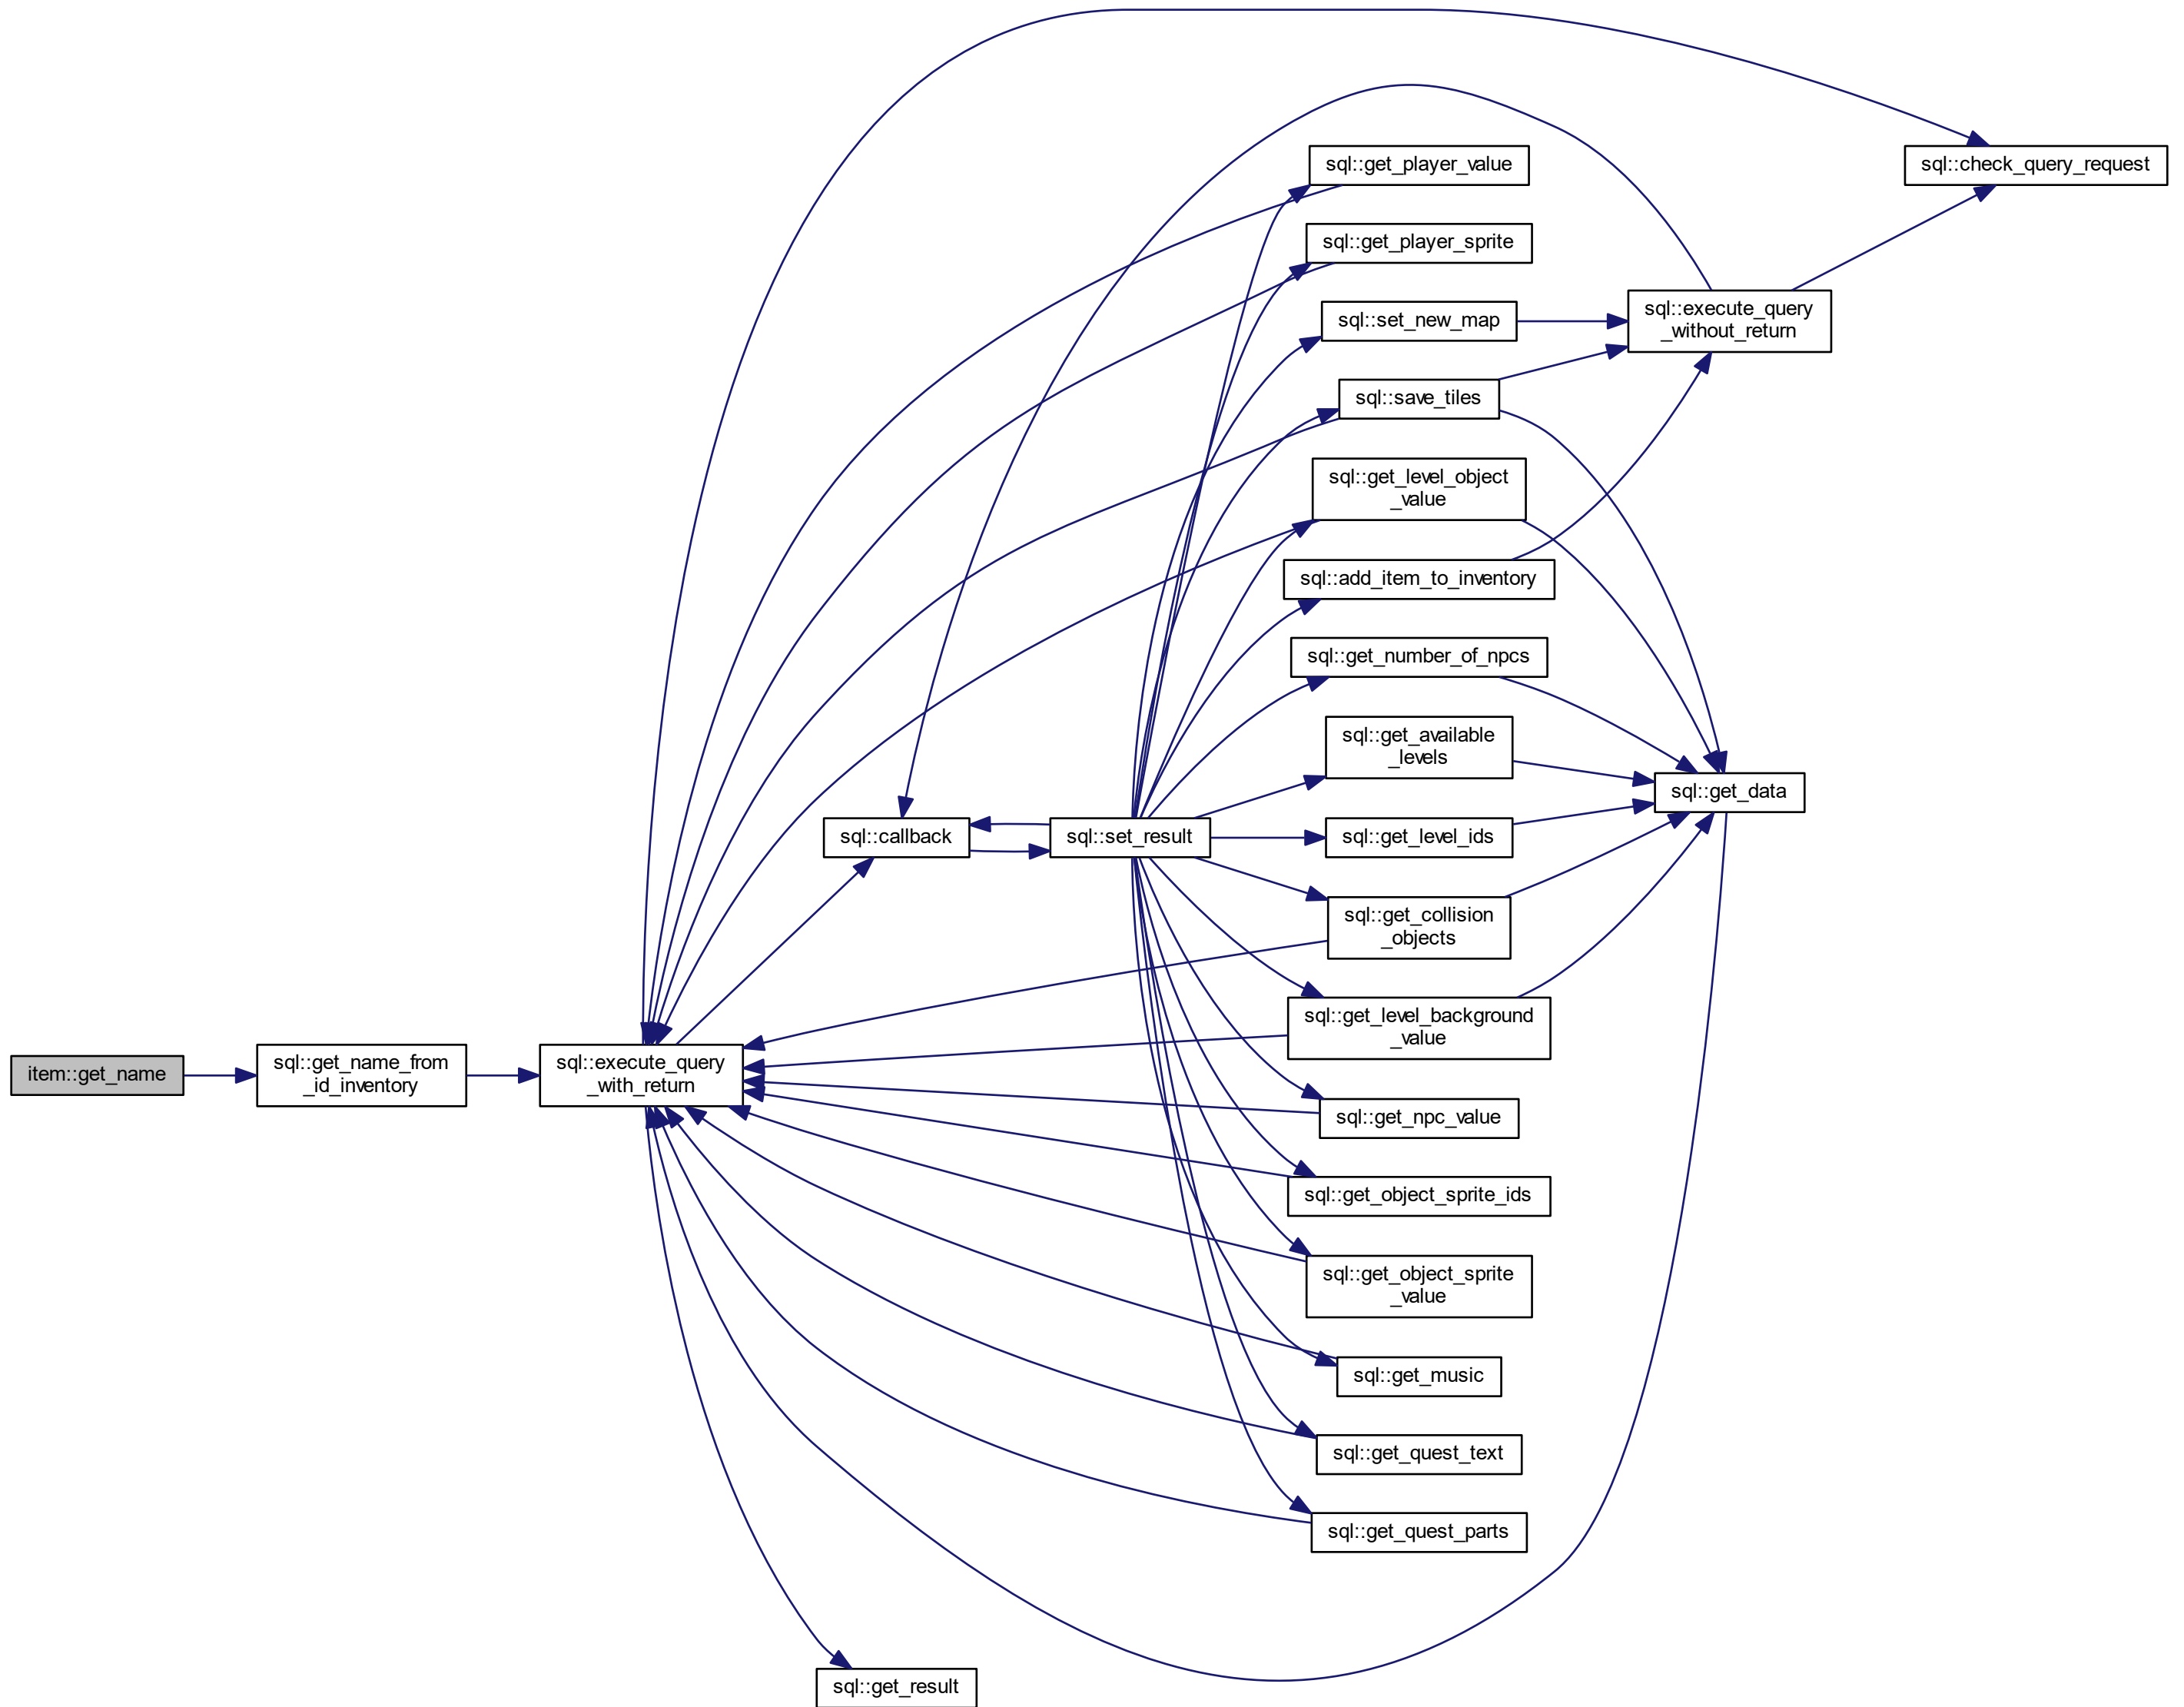 item::get_name
sql::get_name_from
_id_inventory
sql::execute_query
_with_return
sql::callback
sql::get_result
sql::set_result
sql::get_player_value
sql::get_player_sprite
sql::set_new_map
sql::save_tiles
sql::get_level_object
_value
sql::add_item_to_inventory
sql::get_number_of_npcs
sql::get_available
_levels
sql::get_level_ids
sql::get_collision
_objects
sql::get_level_background
_value
sql::get_npc_value
sql::get_object_sprite_ids
sql::get_object_sprite
_value
sql::get_music
sql::get_quest_text
sql::get_quest_parts
sql::execute_query
_without_return
sql::get_data
sql::check_query_request